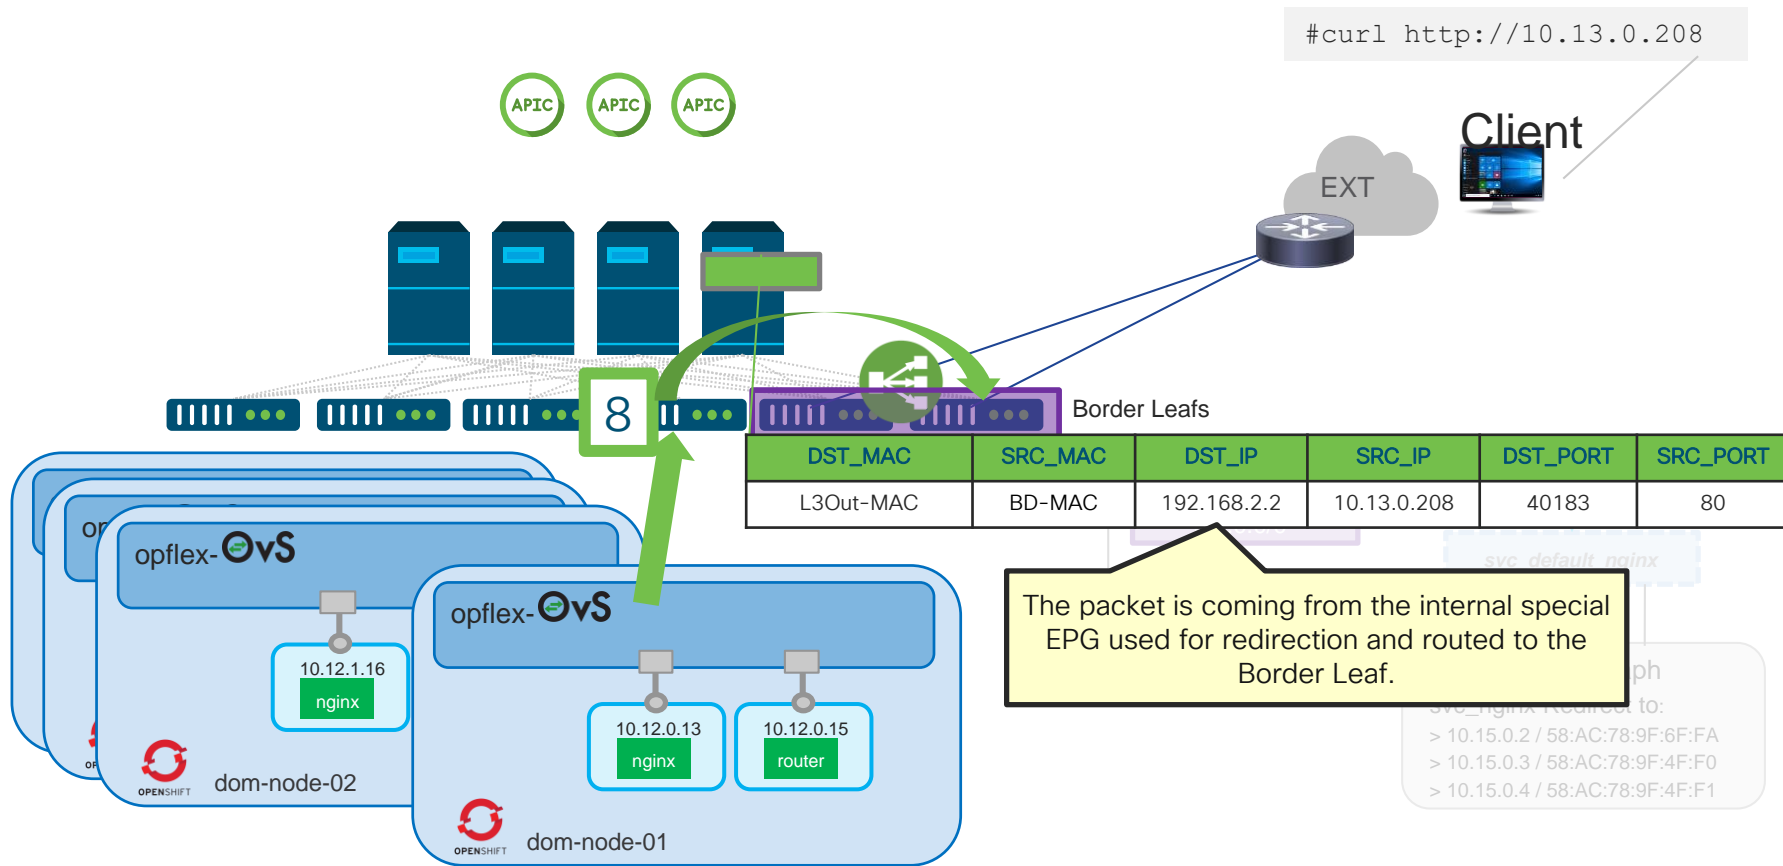 #curl http://10.13.0.208
APIC
APIC
APIC
Client
EXT
8
Border Leafs
DST_MAC SRC_MAC DST_IP SRC_IP DST_PORT SRC_PORT
L3Out-MAC BD-MAC 192.168.2.2 10.13.0.208 40183 80
svc_default_nginx
The packet is coming from the internal special
EPG used for redirection and routed to the
Border Leaf.
svc_nginx Redirect to:
> 10.15.0.2 / 58:AC:78:9F:6F:FA
> 10.15.0.3 / 58:AC:78:9F:4F:F0
> 10.15.0.4 / 58:AC:78:9F:4F:F1
opflex-OvS
10.12.1.16
nginx
OPENSHIFT
dom-node-02
opflex-OvS
10.12.0.13
nginx
10.12.0.15
router
OPENSHIFT
dom-node-01